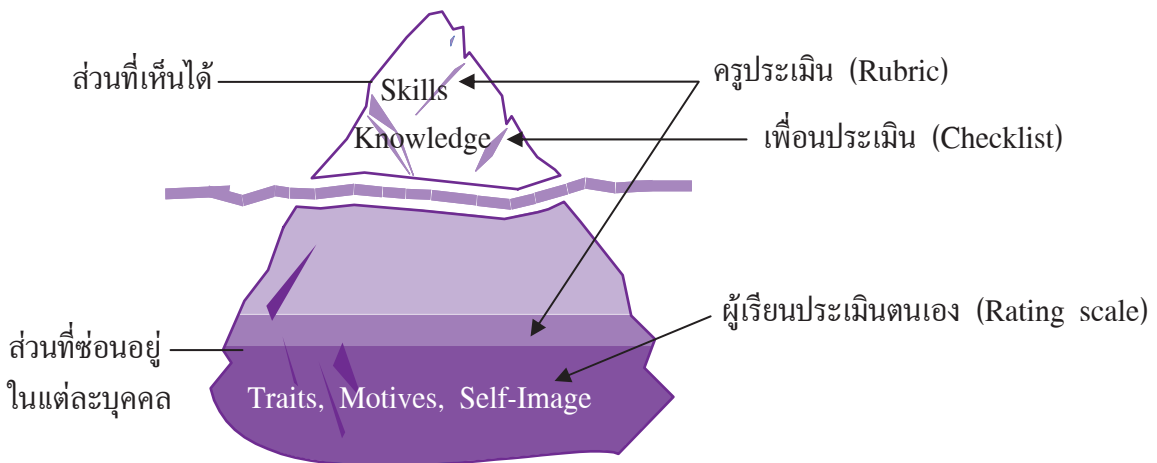 ส่วนที่เห็นได้
Skills
Knowledge
ครูประเมิน (Rubric)
เพื่อนประเมิน (Checklist)
ผู้เรียนประเมินตนเอง (Rating scale)
ส่วนที่ซ่อนอยู่
ในแต่ละบุคคล
Traits, Motives, Self-Image